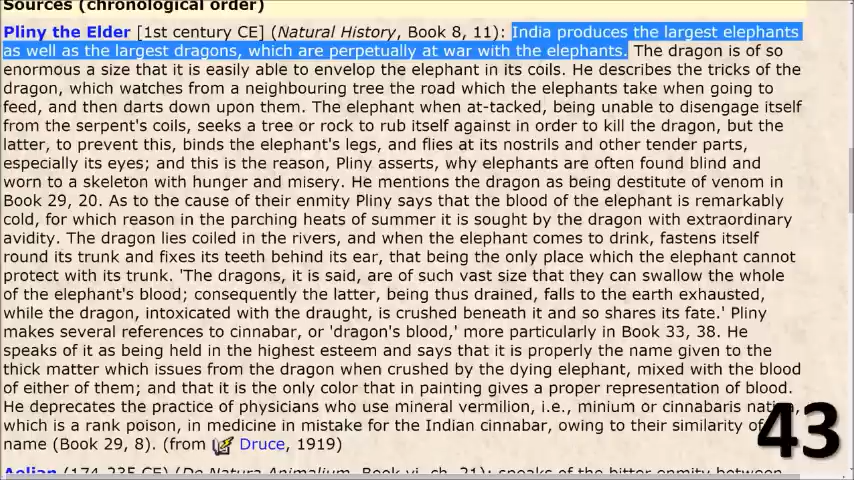 Sources (chronological order)
Pliny the Elder [1st century CE] (Natural History, Book 8, 11): India produces the largest elephants
as well as the largest dragons, which are perpetually at war with the elephants. The dragon is of so
enormous a size that it is easily able to envelop the elephant in its coils. He describes the tricks of the
dragon, which watches from a neighbouring tree the road which the elephants take when going to
feed, and then darts down upon them. The elephant when at-tacked, being unable to disengage itself
from the serpent's coils, seeks a tree or rock to rub itself against in order to kill the dragon, but the
latter, to prevent this, binds the elephant's legs, and flies at its nostrils and other tender parts,
especially its eyes; and this is the reason, Pliny asserts, why elephants are often found blind and
worn to a skeleton with hunger and misery. He mentions the dragon as being destitute of venom in
Book 29, 20. As to the cause of their enmity Pliny says that the blood of the elephant is remarkably
cold, for which reason in the parching heats of summer it is sought by the dragon with extraordinary
avidity. The dragon lies coiled in the rivers, and when the elephant comes to drink, fastens itself
round its trunk and fixes its teeth behind its ear, that being the only place which the elephant cannot
protect with its trunk. 'The dragons, it is said, are of such vast size that they can swallow the whole
of the elephant's blood; consequently the latter, being thus drained, falls to the earth exhausted,
while the dragon, intoxicated with the draught, is crushed beneath it and so shares its fate.' Pliny
makes several references to cinnabar, or 'dragon's blood,' more particularly in Book 33, 38. He
speaks of it as being held in the highest esteem and says that it is properly the name given to the
thick matter which issues from the dragon when crushed by the dying elephant, mixed with the blood
of either of them; and that it is the only color that in painting gives a proper representation of blood.
He deprecates the practice of physicians who use mineral vermilion, i.e., minium or cinnabaris nativa,
which is a rank poison, in medicine in mistake for the Indian cinnabar, owing to their similarity of
name (Book 29, 8). (from Druce, 1919)
Aelian (174-235 CE) (De Natura Animalium, Book vi, ch. 21): speaks of the bitter enmity between
43